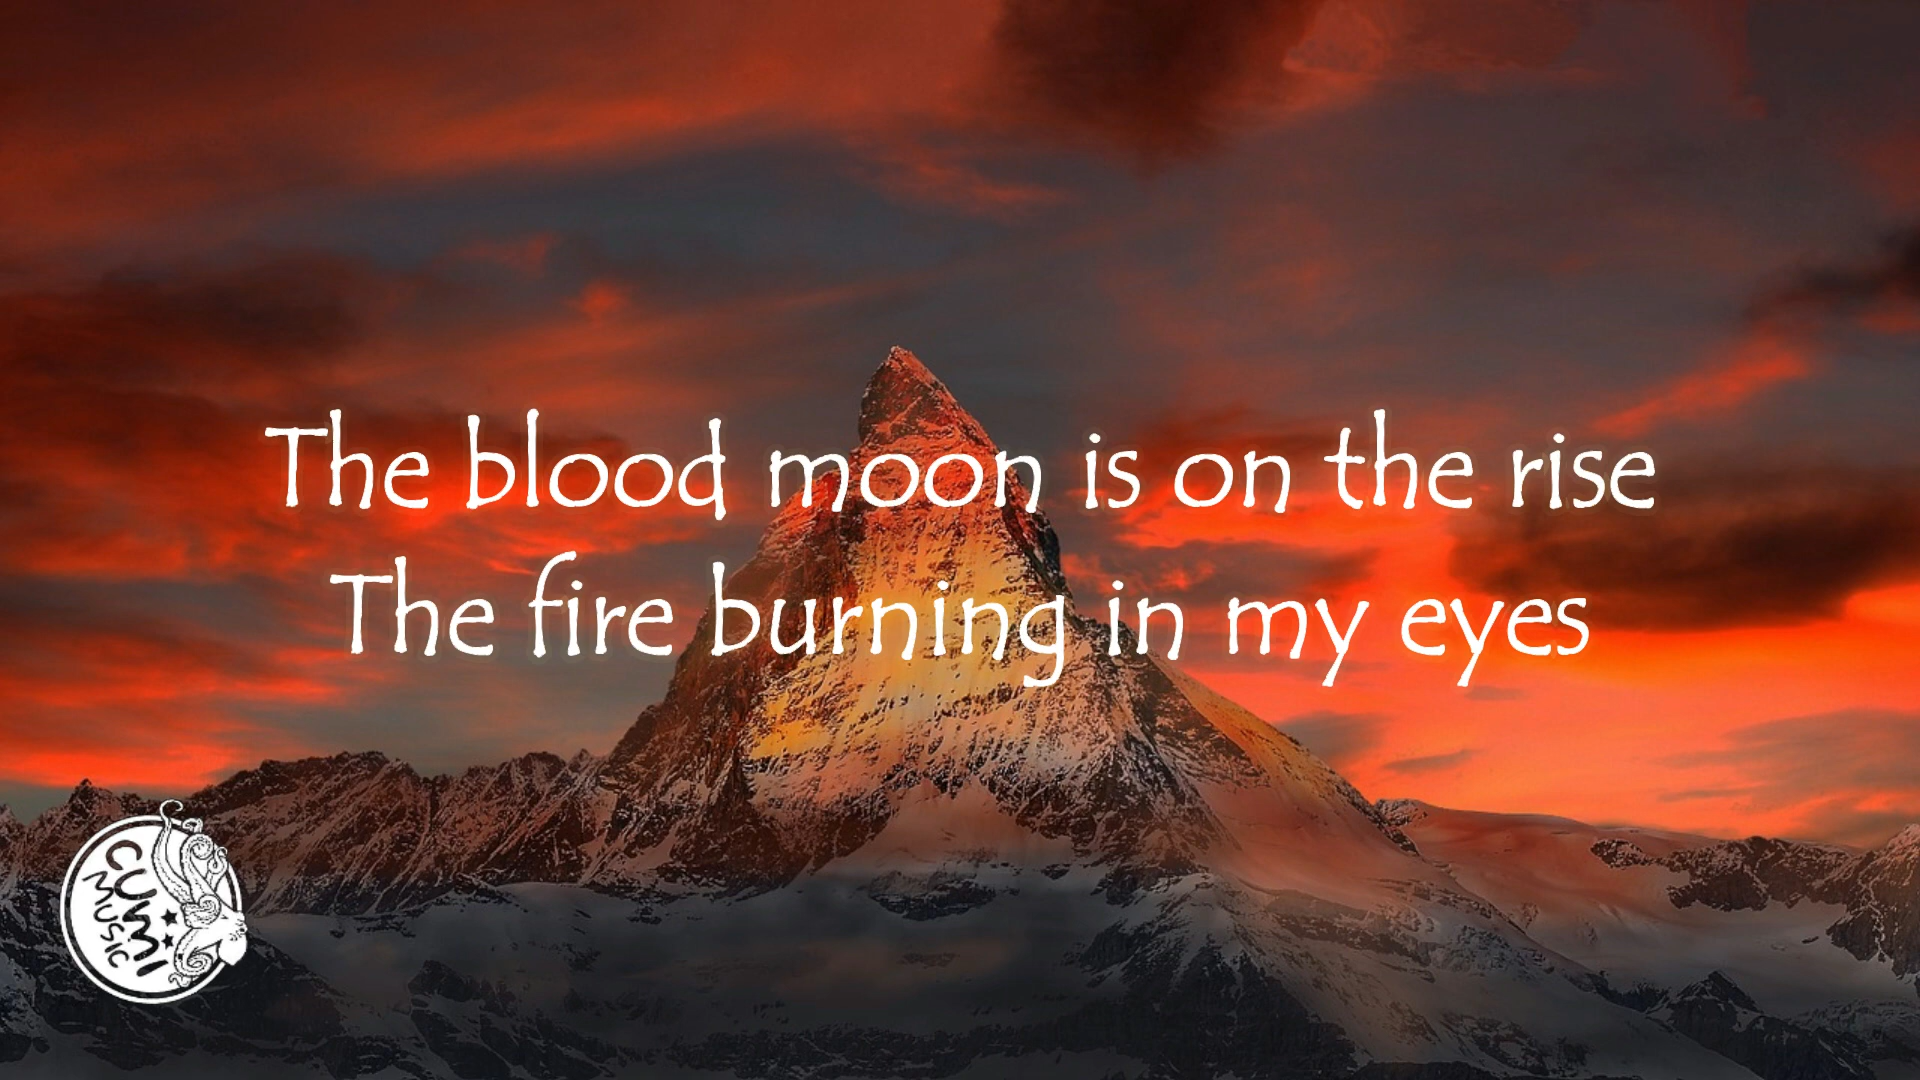 The blood moon is on the rise
The fire burning in my eyes
CUMI
MUSIC